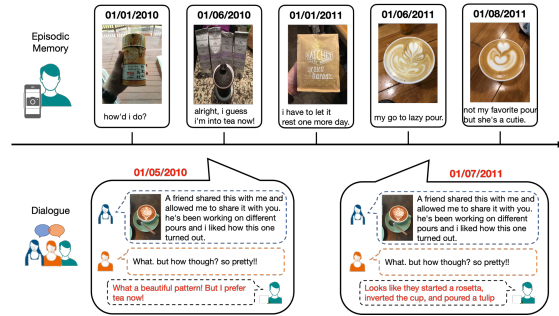 Episodic
Memory
01/01/2010
how'd i do?
01/06/2010
alright, i guess
i'm into tea now!
01/01/2011
i have to let it
rest one more day.
01/06/2011
my go to lazy pour.
01/08/2011
not my favorite pour
but she's a cutie.
Dialogue
01/05/2010
A friend shared this with me and
allowed me to share it with you.
he's been working on different
pours and i liked how this one
turned out.
What. but how though? so pretty!!
What a beautiful pattern! But I prefer
tea now!
01/07/2011
A friend shared this with me and
allowed me to share it with you.
he's been working on different
pours and i liked how this one
turned out.
What. but how though? so pretty!!
Looks like they started a rosetta,
inverted the cup, and poured a tulip